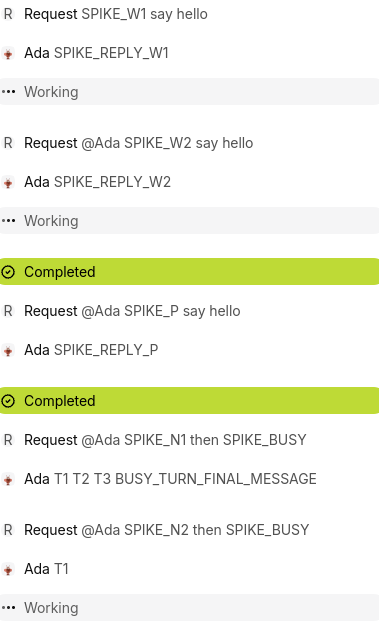 R Request SPIKE_W1 say hello
Ada SPIKE_REPLY_W1
Working
R Request @Ada SPIKE_W2 say hello
Ada SPIKE_REPLY_W2
Working
Completed
R Request @Ada SPIKE_P say hello
Ada SPIKE_REPLY_P
Completed
R Request @Ada SPIKE_N1 then SPIKE_BUSY
Ada T1 T2 T3 BUSY_TURN_FINAL_MESSAGE
R Request @Ada SPIKE_N2 then SPIKE_BUSY
Ada T1
Working